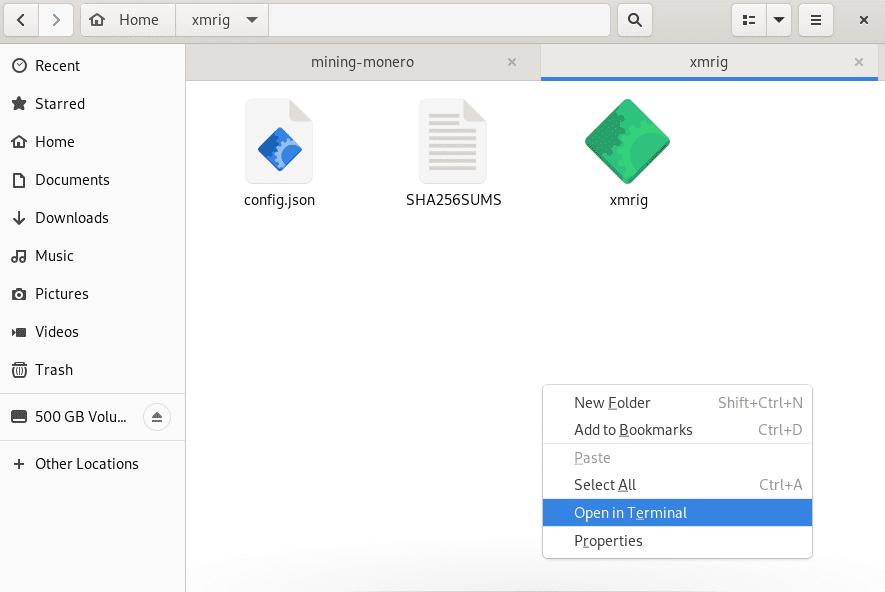 Home
xmrig
mining-monero
xmrig
Recent
Starred
Home
Documents
Downloads
Music
Pictures
Videos
Trash
500 GB Volu...
Other Locations
config.json
SHA256SUMS
xmrig
New Folder Shift+Ctrl+N
Add to Bookmarks Ctrl+D
Paste
Select All Ctrl+A
Open in Terminal
Properties